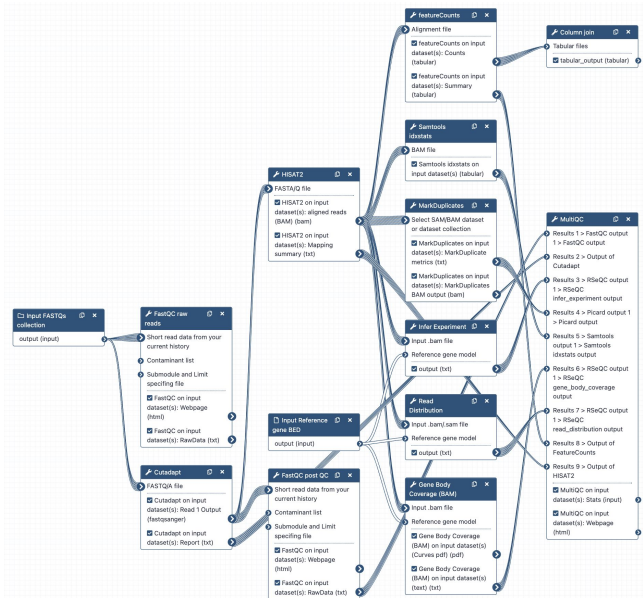 Input FASTQs
collection
output (input)
FastQC raw
reads
Short read data from your
current history
Contaminant list
Submodule and Limit
specifing file
FastQC on input
dataset(s): Webpage
(html)
FastQC on input
dataset(s): RawData (txt)
Cutadapt
FASTQ/A file
Cutadapt on input
dataset(s): Read 1 Output
(fastqsanger)
Cutadapt on input
dataset(s): Report (txt)
HISAT2
FASTA/Q file
HISAT2 on input
dataset(s): aligned reads
(BAM) (bam)
HISAT2 on input
dataset(s): Mapping
summary (txt)
Input Reference
gene BED
output (input)
FastQC post QC
Short read data from your
current history
Contaminant list
Submodule and Limit
specifing file
FastQC on input
dataset(s): Webpage
(html)
FastQC on input
dataset(s): RawData (txt)
featureCounts
Alignment file
featureCounts on input
dataset(s): Counts
(tabular)
featureCounts on input
dataset(s): Summary
(tabular)
Samtools
idxstats
BAM file
Samtools idxstats on
input dataset(s) (tabular)
MarkDuplicates
Select SAM/BAM dataset
or dataset collection
MarkDuplicates on input
dataset(s): MarkDuplicate
metrics (txt)
MarkDuplicates on input
dataset(s): MarkDuplicates
BAM output (bam)
Infer Experiment
Input .bam file
Reference gene model
output (txt)
Read
Distribution
Input .bam/.sam file
Reference gene model
output (txt)
Gene Body
Coverage (BAM)
Input .bam file
Reference gene model
Gene Body Coverage
(BAM) on input dataset(s)
(Curves pdf) (pdf)
Gene Body Coverage
(BAM) on input dataset(s)
(text) (txt)
Column join
Tabular files
tabular_output (tabular)
MultiQC
Results 1 > FastQC output
1 > FastQC output
Results 2 > Output of
Cutadapt
Results 3 > RSeQC output
1 > RSeQC
infer_experiment output
Results 4 > Picard output 1
> Picard output
Results 5 > Samtools
output 1 > Samtools
idxstats output
Results 6 > RSeQC output
1 > RSeQC
gene_body_coverage
output
Results 7 > RSeQC output
1 > RSeQC
read_distribution output
Results 8 > Output of
FeatureCounts
Results 9 > Output of
HISAT2
MultiQC on input
dataset(s): Stats (input)
MultiQC on input
dataset(s): Webpage
(html)